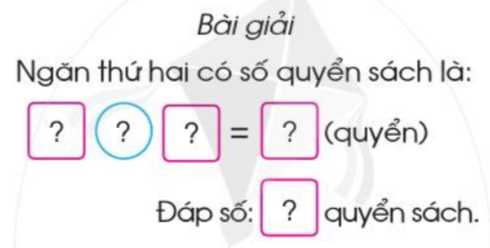 Bài giải
Ngăn thứ hai có số quyển sách là:
? ? ? = ? (quyển)
Đáp số: ? quyển sách.